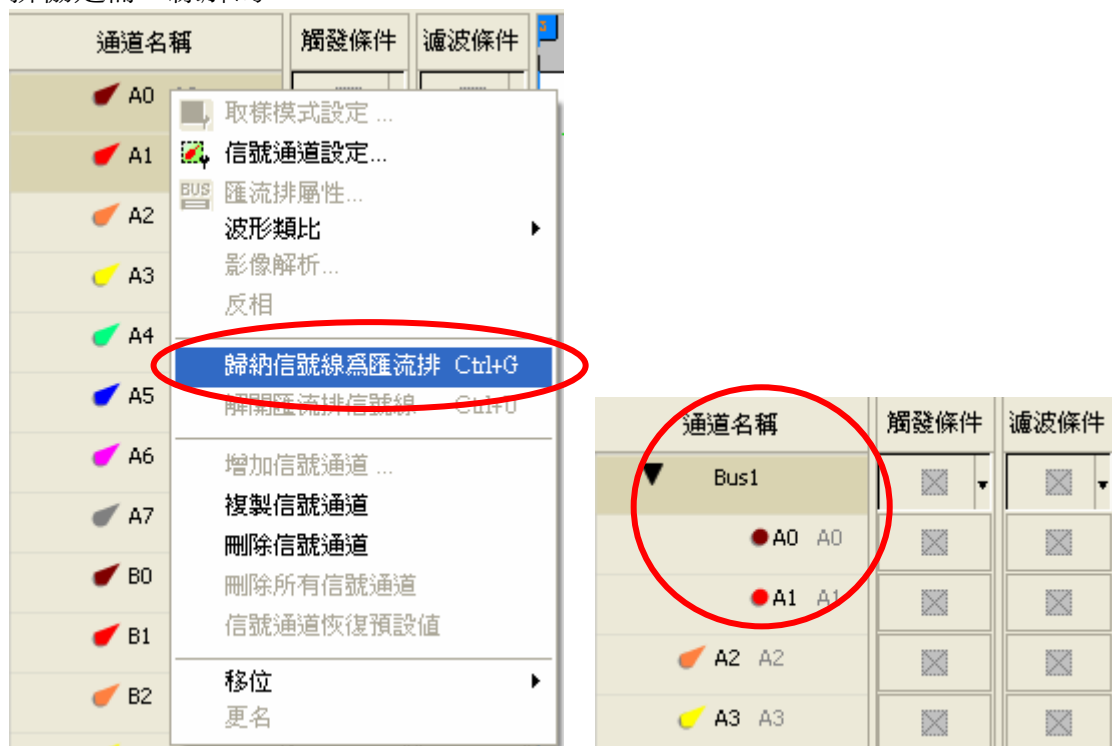 通道名稱 觸發條件 濾波條件
A0
A1
A2
A3
A4
A5
A6
A7
B0
B1
B2
取樣模式設定 ...
信號通道設定...
BUS 匯流排屬性...
波形類比
影像解析...
反相
歸納信號線爲匯流排 Ctrl+G
解開匯流排信號線 Ctrl+U
增加信號通道 ...
複製信號通道
刪除信號通道
刪除所有信號通道
信號通道恢復預設值
移位
更名
通道名稱 觸發條件 濾波條件
Bus1
A0 A0
A1 A1
A2 A2
A3 A3